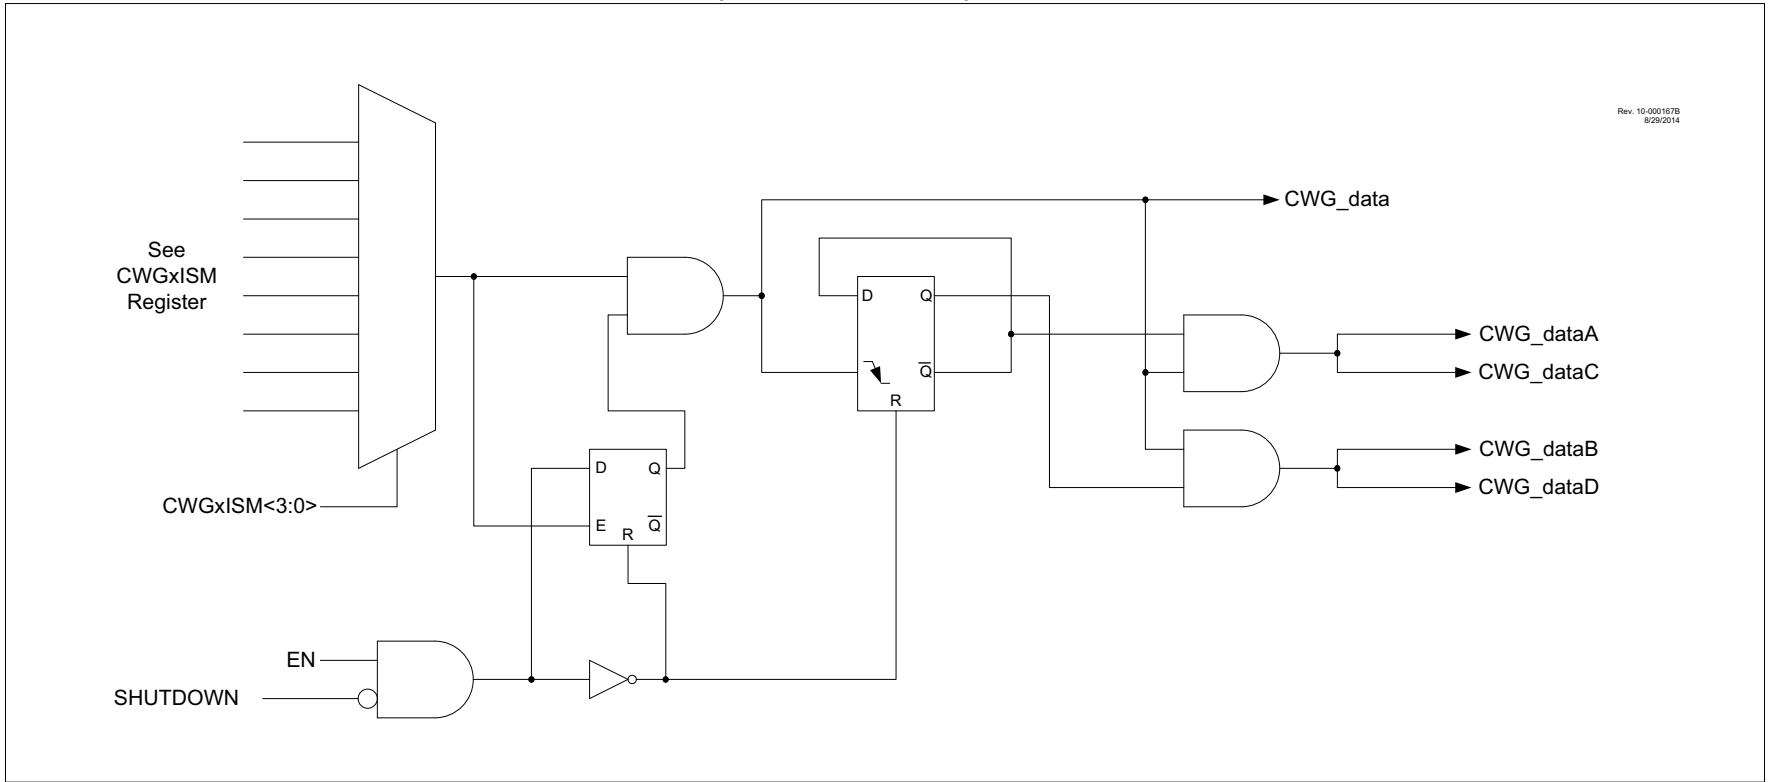 Rev. 10-000167B
8/29/2014
CWG_data
See
CWGxISM
Register
D
Q
R
Q
CWG_dataA
CWG_dataC
D
Q
E
R
Q
CWG_dataB
CWG_dataD
CWGxISM<3:0>
EN
SHUTDOWN